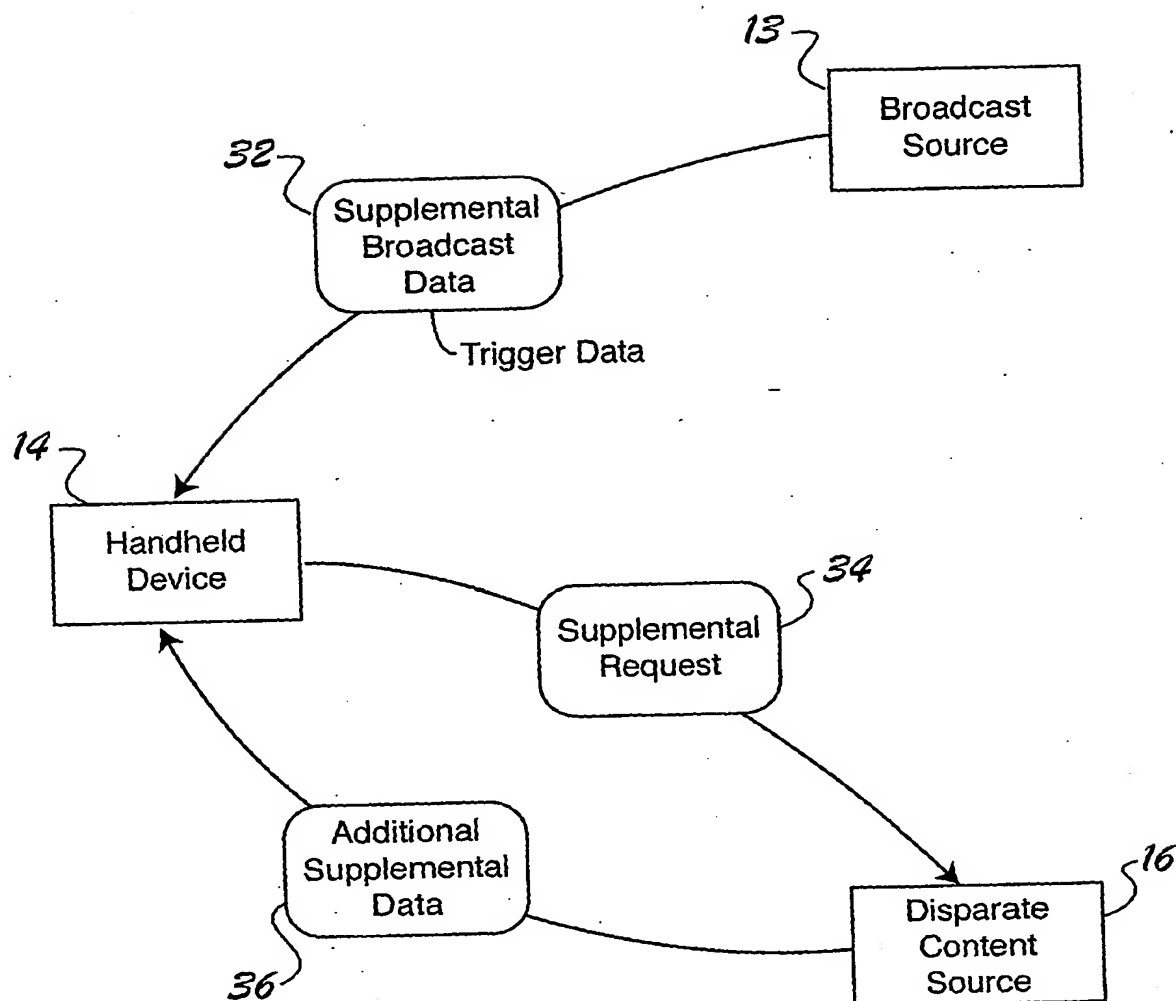 13
Broadcast
Source
32
Supplemental
Broadcast
Data
Trigger Data
14
Handheld
Device
34
Supplemental
Request
Additional
Supplemental
Data
36
16
Disparate
Content
Source